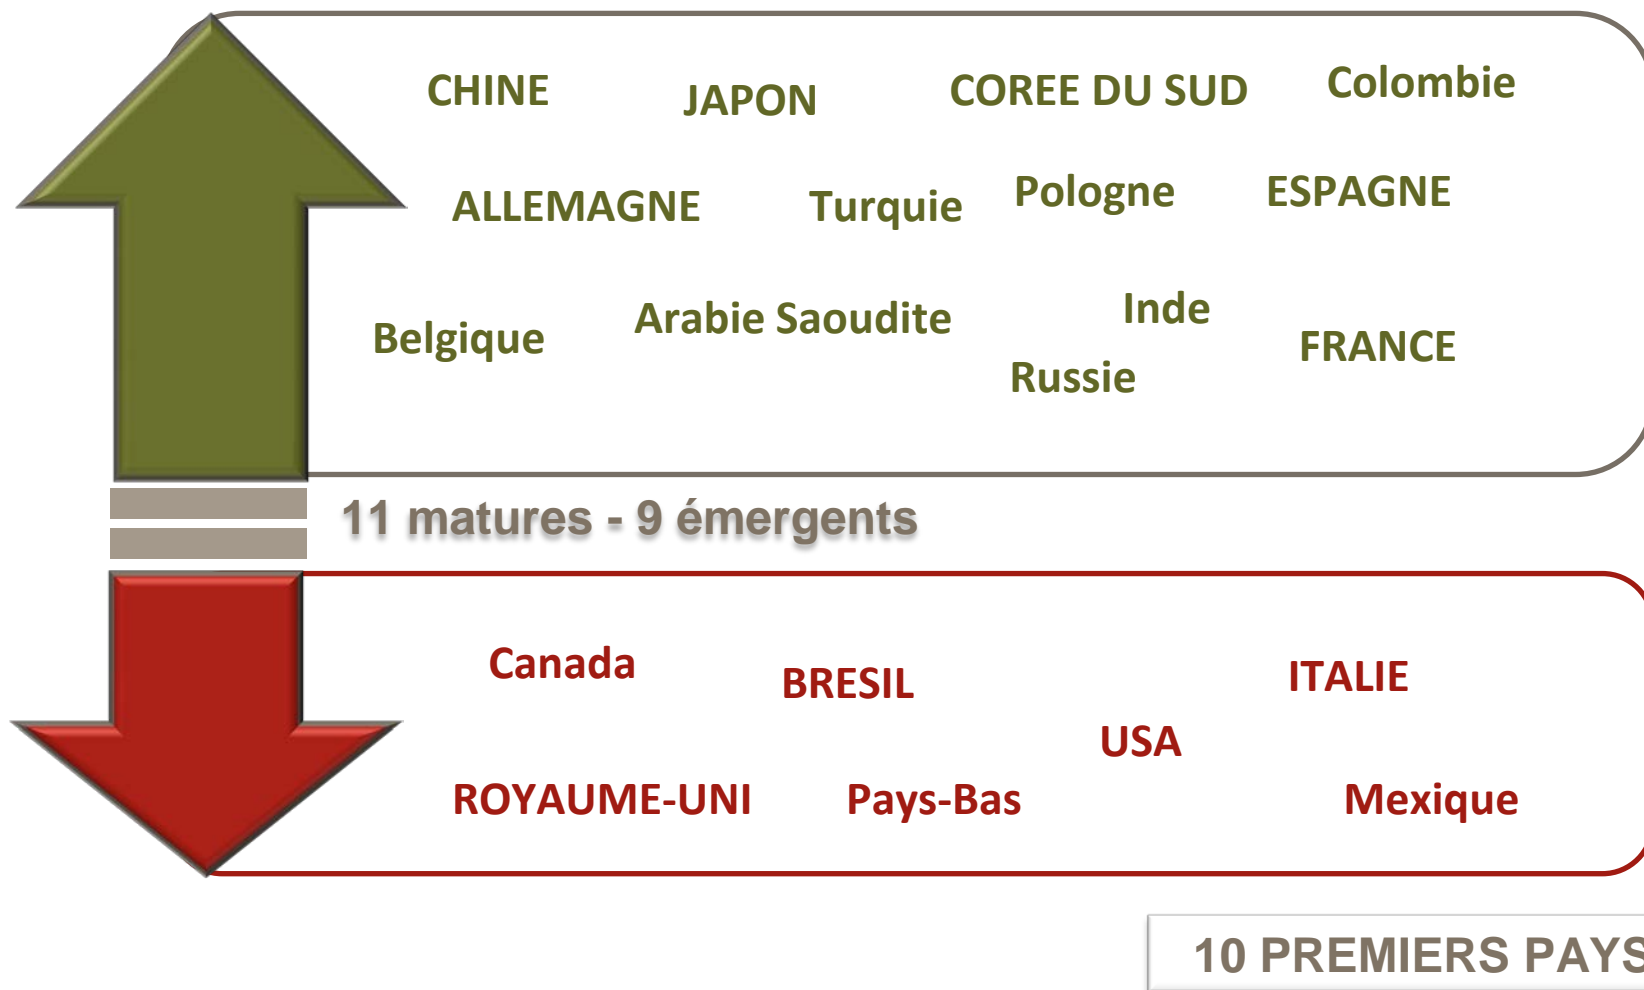 CHINE JAPON COREE DU SUD Colombie
ALLEMAGNE Turquie Pologne ESPAGNE
Belgique Arabie Saoudite Inde FRANCE
Russie
11 matures - 9 émergents
Canada BRESIL ITALIE
USA
ROYAUME-UNI Pays-Bas Mexique
10 PREMIERS PAYS